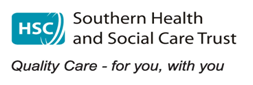 HSC Southern Health
and Social Care Trust
Quality Care - for you, with you